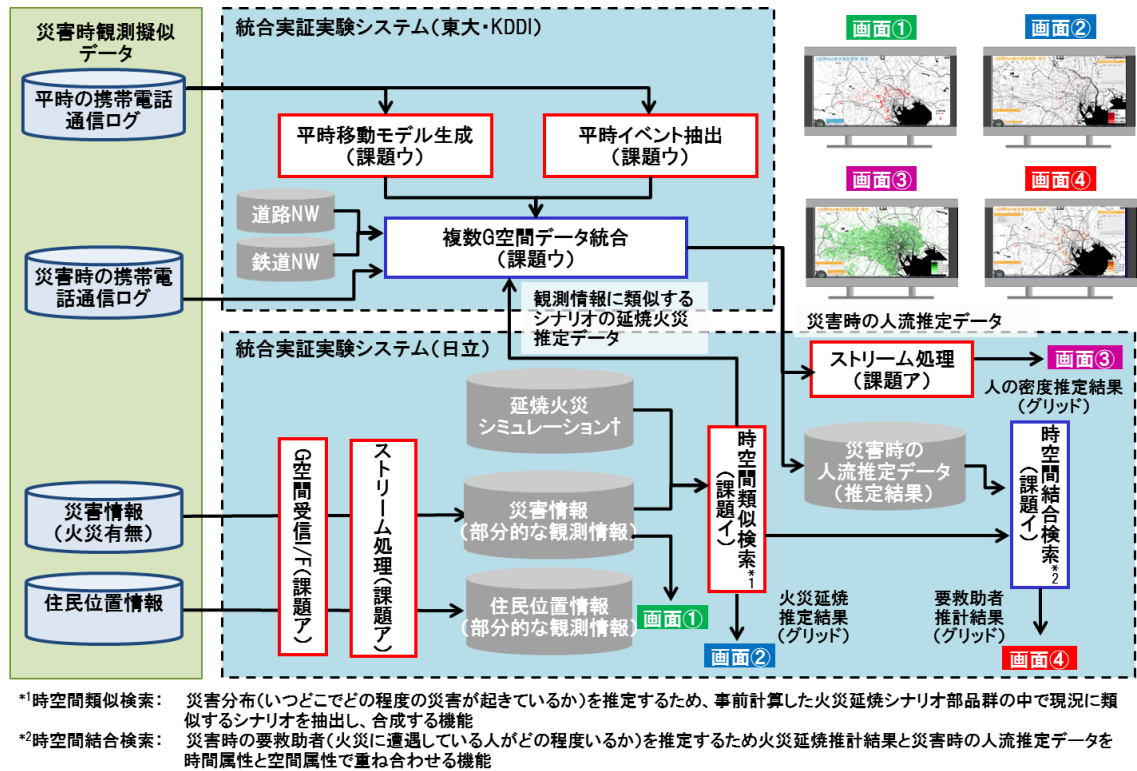 災害時観測擬似
データ
平時の携帯電話
通信ログ
災害時の携帯電
話通信ログ
災害情報
(火災有無)
住民位置情報
統合実証実験システム(東大・KDDI)
平時移動モデル生成
(課題ウ)
平時イベント抽出
(課題ウ)
道路NW
鉄道NW
複数G空間データ統合
(課題ウ)
観測情報に類似する
シナリオの延焼火災
推定データ
画面①
画面②
画面③
画面④
災害時の人流推定データ
統合実証実験システム(日立)
G空間受信I/F(課題ア)
ストリーム処理(課題ア)
延焼火災
シミュレーション†
災害情報
(部分的な観測情報)
住民位置情報
(部分的な観測情報)
画面①
時空間類似検索*1
(課題イ)
画面②
火災延焼
推定結果
(グリッド)
ストリーム処理
(課題ア)
画面③
人の密度推定結果
(グリッド)
災害時の
人流推定データ
(推定結果)
時空間結合検索*2
(課題イ)
要救助者
推計結果
(グリッド)
画面④
*1時空間類似検索: 災害分布(いつどこでどの程度の災害が起きているか)を推定するため、事前計算した火災延焼シナリオ部品群の中で現況に類
似するシナリオを抽出し、合成する機能
*2時空間結合検索: 災害時の要救助者(火災に遭遇している人がどの程度いるか)を推定するため火災延焼推計結果と災害時の人流推定データを
時間属性と空間属性で重ね合わせる機能